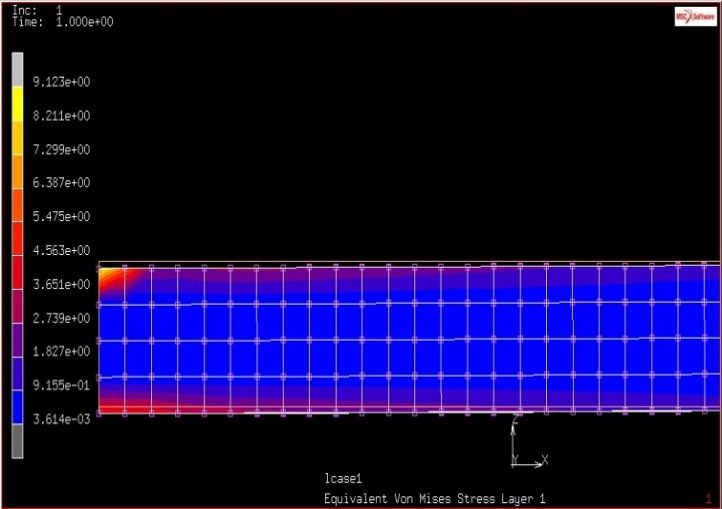 Inc: 1
Time: 1.000e+00
MSC Software
9.123e+00
8.211e+00
7.299e+00
6.387e+00
5.475e+00
4.563e+00
3.651e+00
2.739e+00
1.827e+00
9.155e-01
3.614e-03
Z
Y X
lcase1
Equivalent Von Mises Stress Layer 1
1